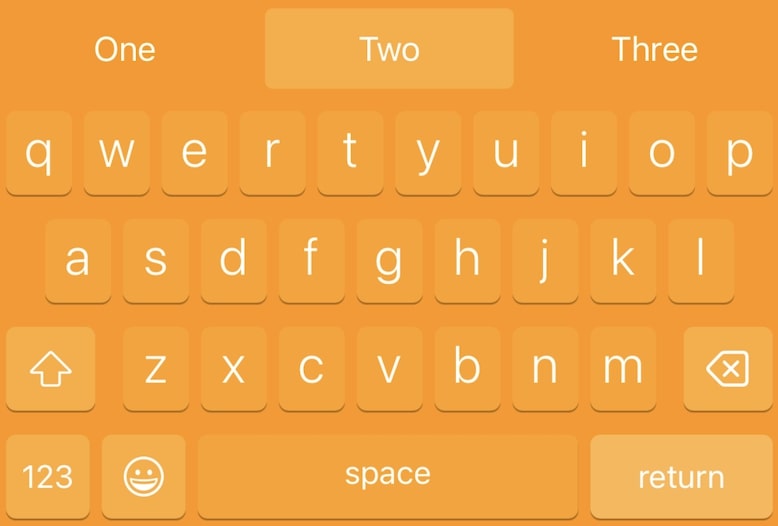 One Two Three
q w e r t y u i o p
a s d f g h j k l
z x c v b n m
123 space return